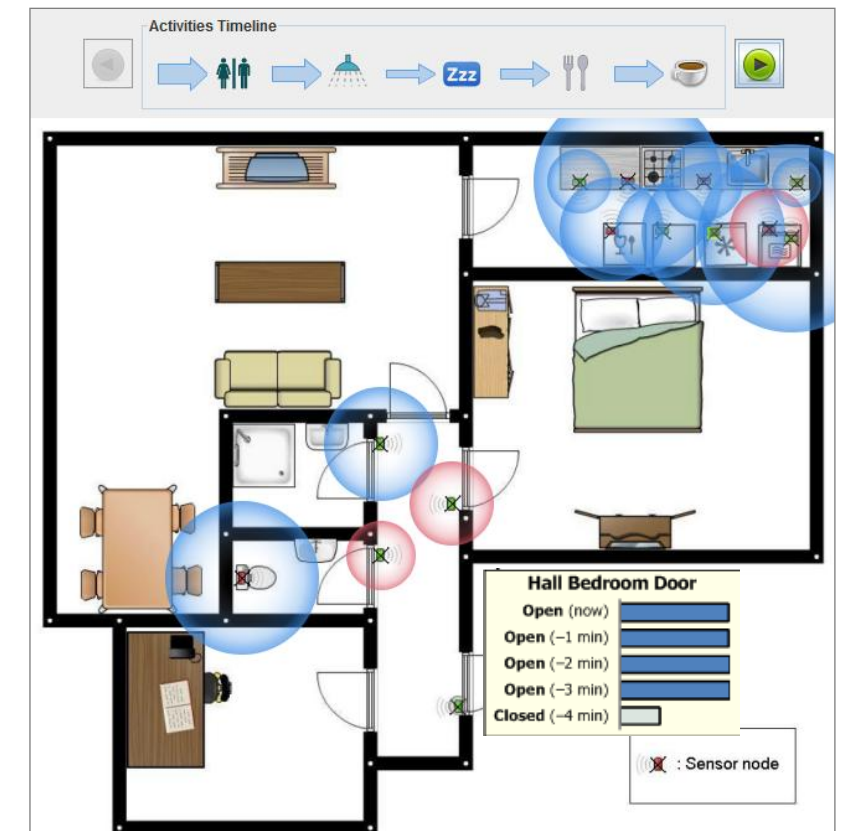 Activities Timeline
Zzz
Hall Bedroom Door
Open (now)
Open (−1 min)
Open (−2 min)
Open (−3 min)
Closed (−4 min)
: Sensor node